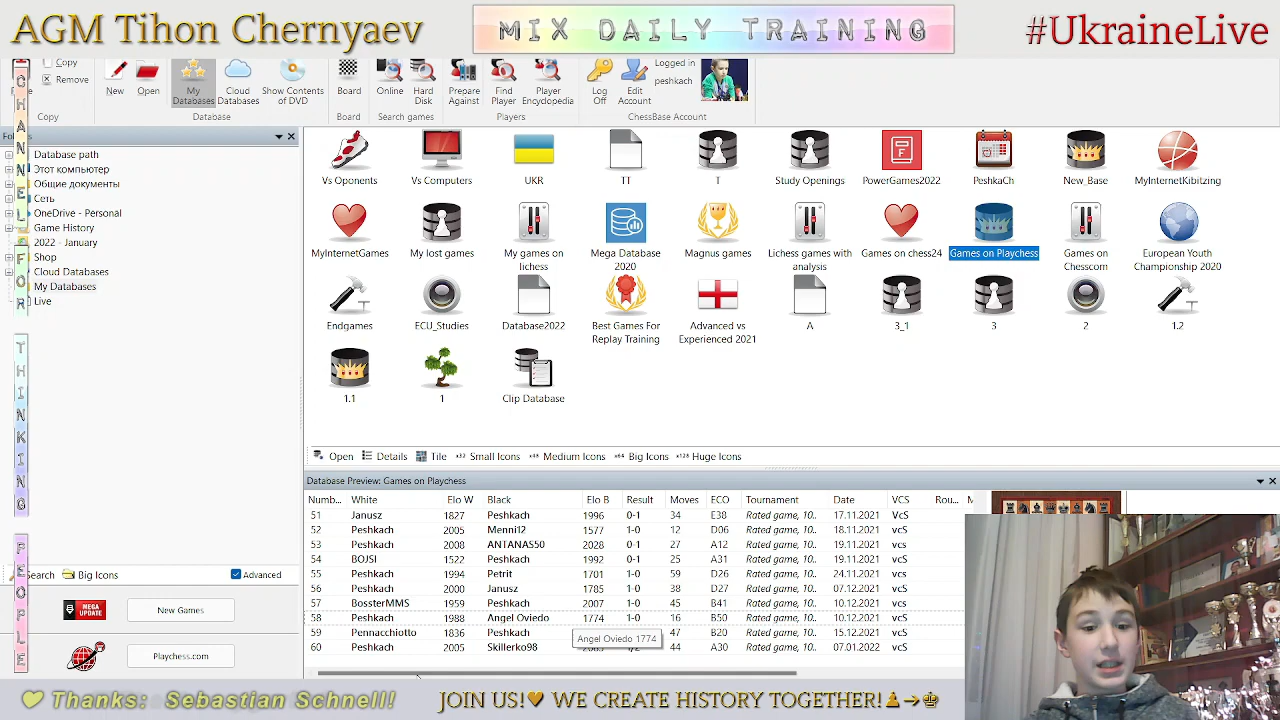 AGM Tihon Chernyaev
MIX DAILY TRAINING
#UkraineLive
Copy
Remove
New
Open
My Databases
Cloud Databases
Show Contents of DVD
Board
Online
Hard Disk
Prepare Against
Find Player
Player Encyclopedia
Log Off
Edit Account
Logged in
peshkach
Copy
Database
Board
Search games
Players
ChessBase Account
CHANNEL FOR THINKING PEOPLE
Database path
Этот компьютер
Общие документы
Сеть
OneDrive - Personal
Game History
2022 - January
Shop
Cloud Databases
My Databases
Live
Search
Big Icons
Advanced
MEGA UPDATE
New Games
Playchess.com
Vs Oponents
Vs Computers
UKR
TT
T
Study Openings
PowerGames2022
PeshkaCh
New_Base
MyInternetKibitzing
MyInternetGames
My lost games
My games on lichess
Mega Database 2020
Magnus games
Lichess games with analysis
Games on chess24
Games on Playchess
Games on Chesscom
European Youth Championship 2020
Endgames
ECU_Studies
Database2022
Best Games For Replay Training
Advanced vs Experienced 2021
A
3_1
3
2
1.2
1.1
1
Clip Database
Open Details Tile x32 Small Icons x48 Medium Icons x64 Big Icons x128 Huge Icons
Database Preview: Games on Playchess
Numb... White Elo W Black Elo B Result Moves ECO Tournament Date VCS Rou...
51 Janusz 1827 Peshkach 1996 0-1 34 E38 Rated game, 10.. 17.11.2021 VcS
52 Peshkach 2005 Menni12 1577 1-0 12 D06 Rated game, 10.. 18.11.2021 VcS
53 Peshkach 2008 ANTANAS50 2028 0-1 27 A12 Rated game, 10.. 19.11.2021 vcs
54 BOJSI 1522 Peshkach 1992 0-1 25 A31 Rated game, 10.. 19.11.2021 VcS
55 Peshkach 1994 Petrit 1701 1-0 59 D26 Rated game, 10.. 24.11.2021 vcs
56 Peshkach 2000 Janusz 1785 1-0 38 D27 Rated game, 10.. 07.12.2021 vcS
57 BossterMMS 1959 Peshkach 2007 1-0 45 B41 Rated game, 10.. 10.12.2021 vcS
58 Peshkach 1988 Angel Oviedo 1774 1-0 16 B50 Rated game, 10.. 10.12.2021 VcS
59 Pennacchiotto 1836 Peshkach 47 B20 Rated game, 10.. 15.12.2021 vcS
60 Peshkach 2005 Skillerko98 44 A30 Rated game, 10.. 07.01.2022 vcS
Angel Oviedo 1774
Thanks: Sebastian Schnell!
JOIN US! WE CREATE HISTORY TOGETHER!